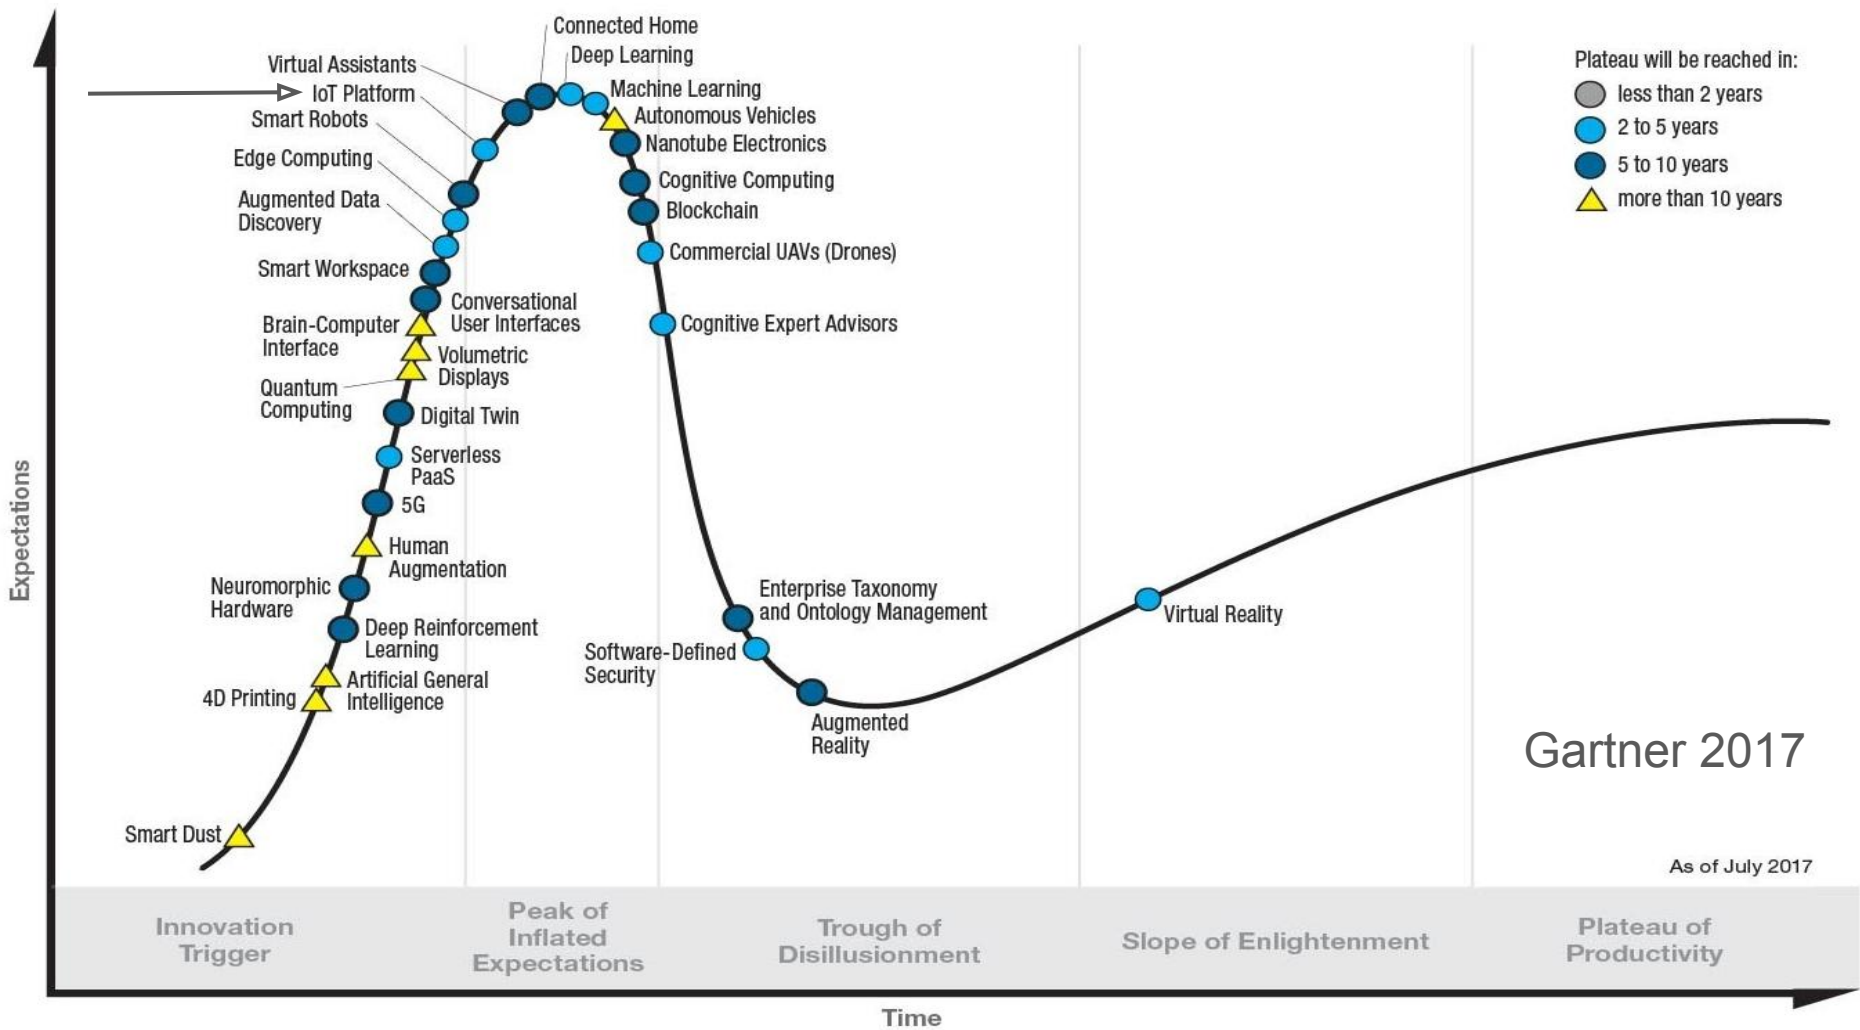 Connected Home
Deep Learning
Virtual Assistants
IoT Platform
Smart Robots
Edge Computing
Augmented Data
Discovery
Smart Workspace
Brain-Computer
Interface
Quantum
Computing
Machine Learning
Autonomous Vehicles
Nanotube Electronics
Cognitive Computing
Blockchain
Commercial UAVs (Drones)
Cognitive Expert Advisors
Conversational
User Interfaces
Volumetric
Displays
Digital Twin
Serverless
PaaS
5G
Human
Augmentation
Neuromorphic
Hardware
Deep Reinforcement
Learning
Artificial General
Intelligence
4D Printing
Smart Dust
Enterprise Taxonomy
and Ontology Management
Software-Defined
Security
Augmented
Reality
Virtual Reality
Plateau will be reached in:
less than 2 years
2 to 5 years
5 to 10 years
more than 10 years
Gartner 2017
As of July 2017
Expectations
Innovation
Trigger
Peak of
Inflated
Expectations
Trough of
Disillusionment
Slope of Enlightenment
Plateau of
Productivity
Time